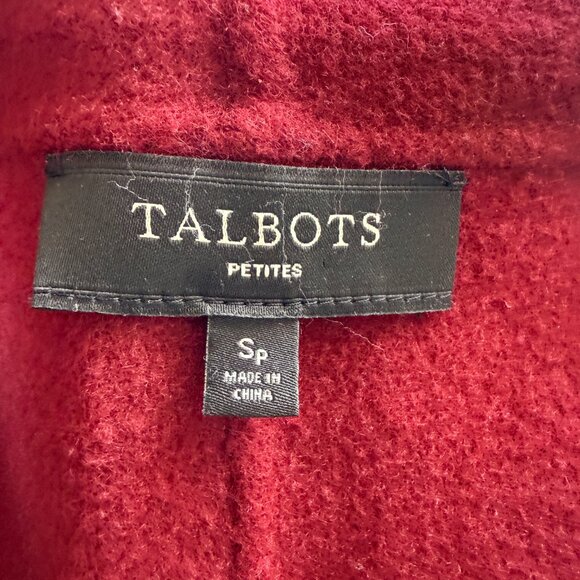 TALBOTS
PETITES
SP
MADE IN
CHINA